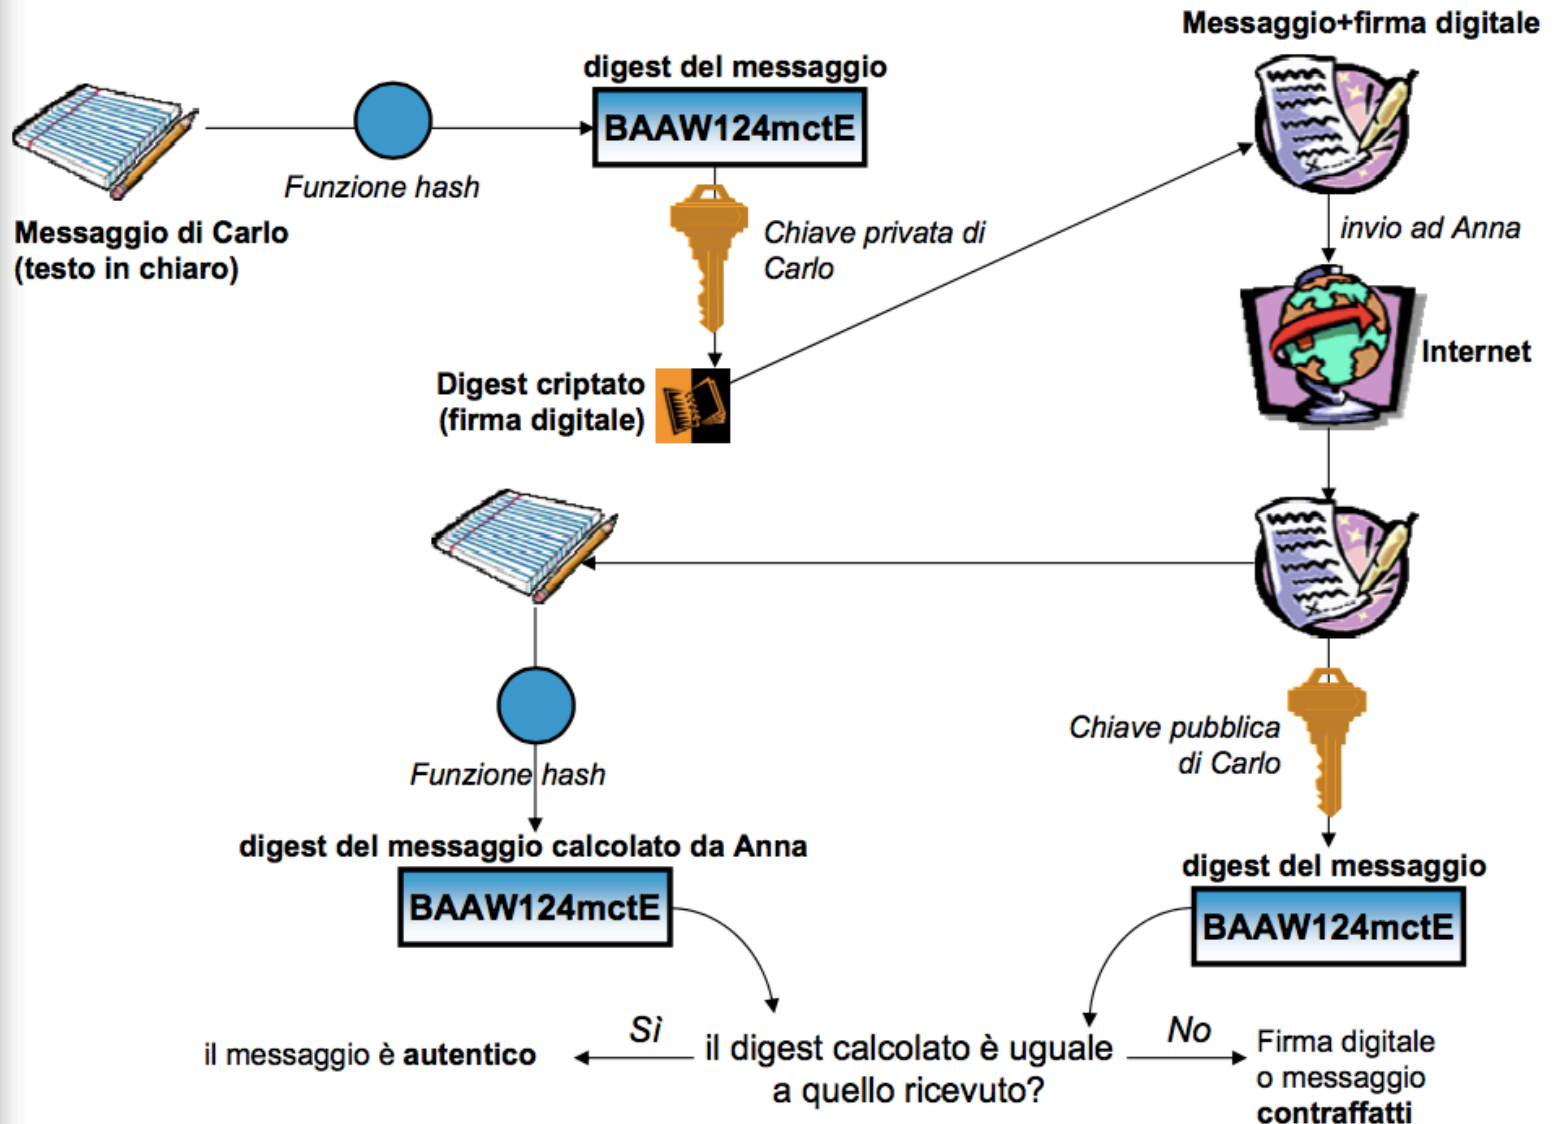 Messaggio+firma digitale
digest del messaggio
BAAW124mctE
Funzione hash
Messaggio di Carlo
(testo in chiaro)
Chiave privata di
Carlo
invio ad Anna
Internet
Digest criptato
(firma digitale)
Funzione hash
Chiave pubblica
di Carlo
digest del messaggio calcolato da Anna
BAAW124mctE
digest del messaggio
BAAW124mctE
il messaggio è autentico
Sì
il digest calcolato è uguale
a quello ricevuto?
No
Firma digitale
o messaggio
contraffatti